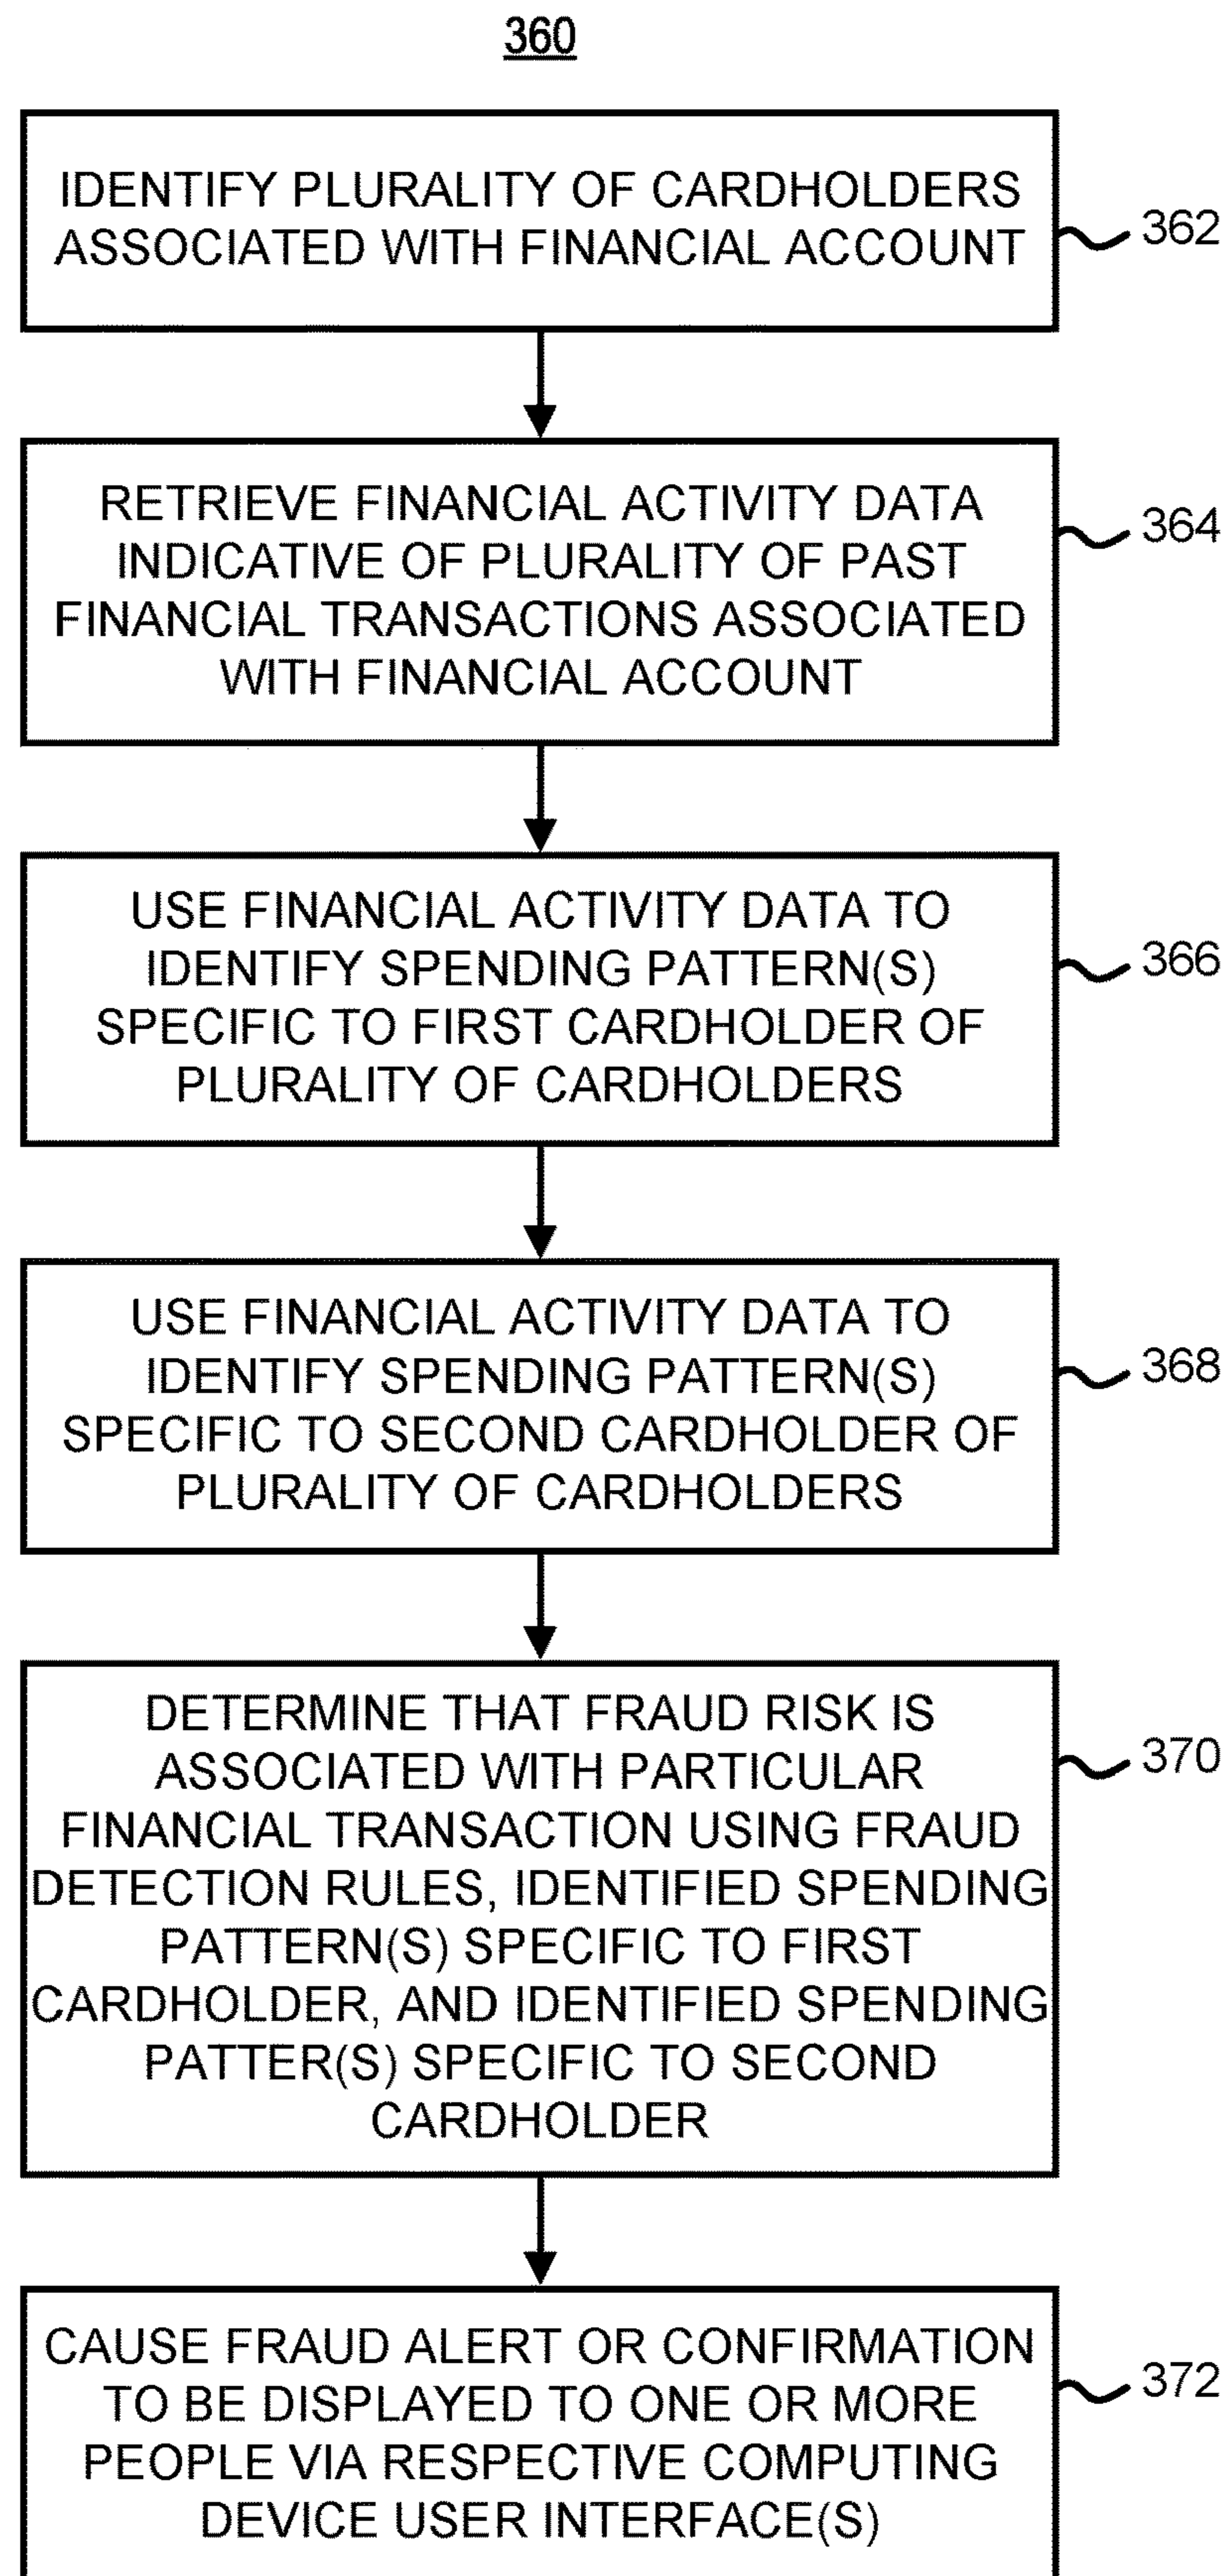 360
IDENTIFY PLURALITY OF CARDHOLDERS
ASSOCIATED WITH FINANCIAL ACCOUNT
362
RETRIEVE FINANCIAL ACTIVITY DATA
INDICATIVE OF PLURALITY OF PAST
FINANCIAL TRANSACTIONS ASSOCIATED
WITH FINANCIAL ACCOUNT
364
USE FINANCIAL ACTIVITY DATA TO
IDENTIFY SPENDING PATTERN(S)
SPECIFIC TO FIRST CARDHOLDER OF
PLURALITY OF CARDHOLDERS
366
USE FINANCIAL ACTIVITY DATA TO
IDENTIFY SPENDING PATTERN(S)
SPECIFIC TO SECOND CARDHOLDER OF
PLURALITY OF CARDHOLDERS
368
DETERMINE THAT FRAUD RISK IS
ASSOCIATED WITH PARTICULAR
FINANCIAL TRANSACTION USING FRAUD
DETECTION RULES, IDENTIFIED SPENDING
PATTERN(S) SPECIFIC TO FIRST
CARDHOLDER, AND IDENTIFIED SPENDING
PATTER(S) SPECIFIC TO SECOND
CARDHOLDER
370
CAUSE FRAUD ALERT OR CONFIRMATION
TO BE DISPLAYED TO ONE OR MORE
PEOPLE VIA RESPECTIVE COMPUTING
DEVICE USER INTERFACE(S)
372